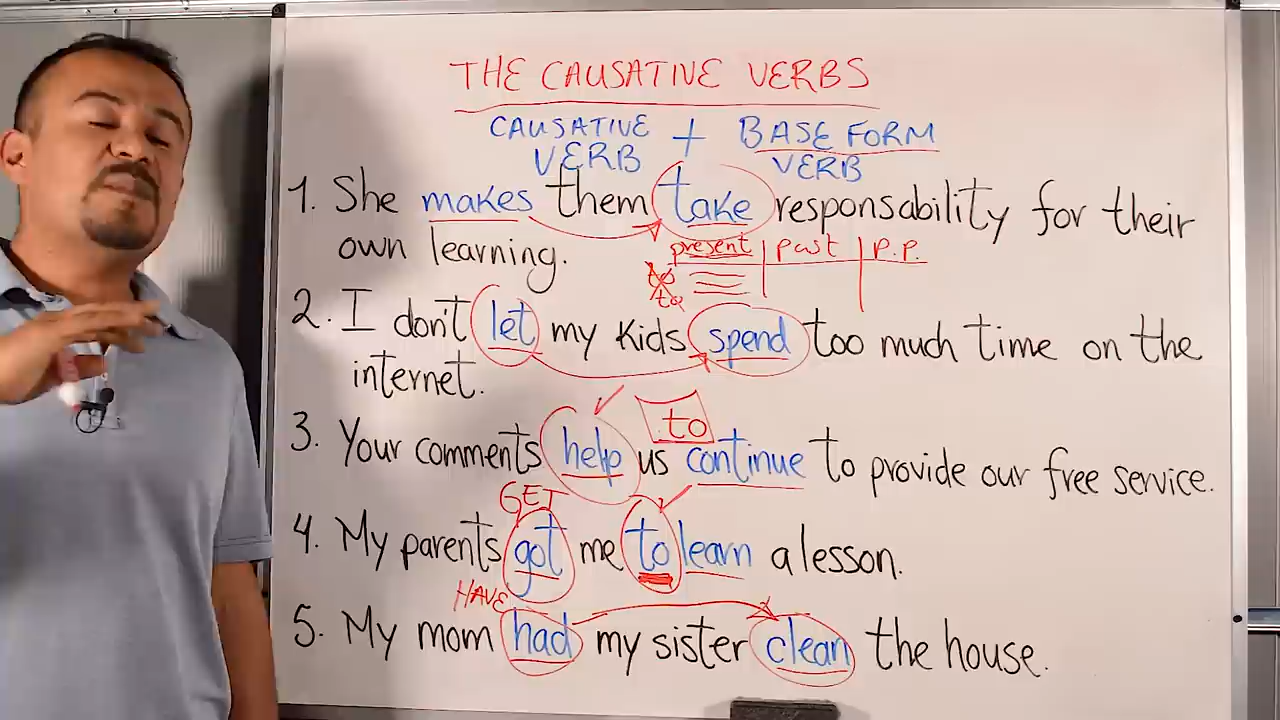 THE CAUSATIVE VERBS
CAUSATIVE + BASE FORM
VERB VERB
1. She makes them take responsability for their
own learning.
present past P.P.
to
to
2. I don't let my kids spend too much time on the
internet.
to
3. Your comments help us continue to provide our free service.
GET
4. My parents got me to learn a lesson.
HAVE
5. My mom had my sister clean the house.